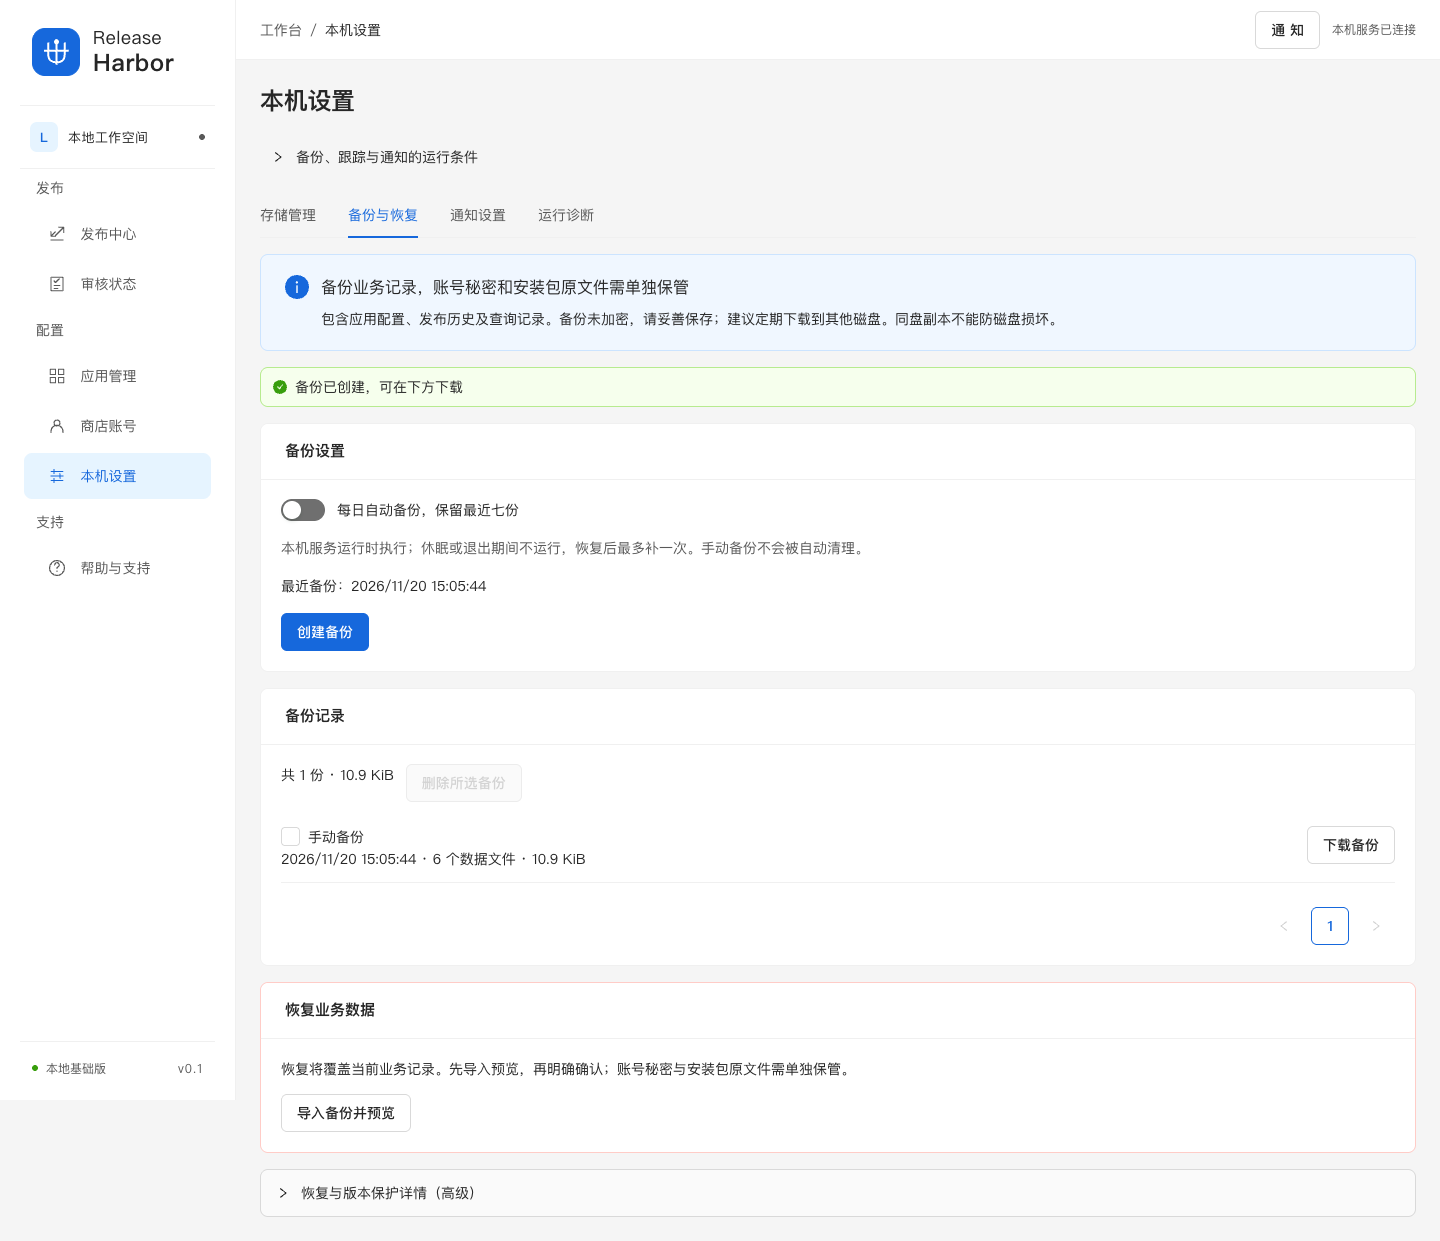 Release
Harbor
L 本地工作空间
发布
发布中心
审核状态
配置
应用管理
商店账号
本机设置
支持
帮助与支持
本地基础版 v0.1
工作台 / 本机设置
通 知 本机服务已连接
本机设置
备份、跟踪与通知的运行条件
存储管理 备份与恢复 通知设置 运行诊断
备份业务记录，账号秘密和安装包原文件需单独保管
包含应用配置、发布历史及查询记录。备份未加密，请妥善保存；建议定期下载到其他磁盘。同盘副本不能防磁盘损坏。
备份已创建，可在下方下载
备份设置
每日自动备份，保留最近七份
本机服务运行时执行；休眠或退出期间不运行，恢复后最多补一次。手动备份不会被自动清理。
最近备份：2026/11/20 15:05:44
创建备份
备份记录
共 1 份 · 10.9 KiB 删除所选备份
手动备份
2026/11/20 15:05:44 · 6 个数据文件 · 10.9 KiB
下载备份
1
恢复业务数据
恢复将覆盖当前业务记录。先导入预览，再明确确认；账号秘密与安装包原文件需单独保管。
导入备份并预览
恢复与版本保护详情（高级）